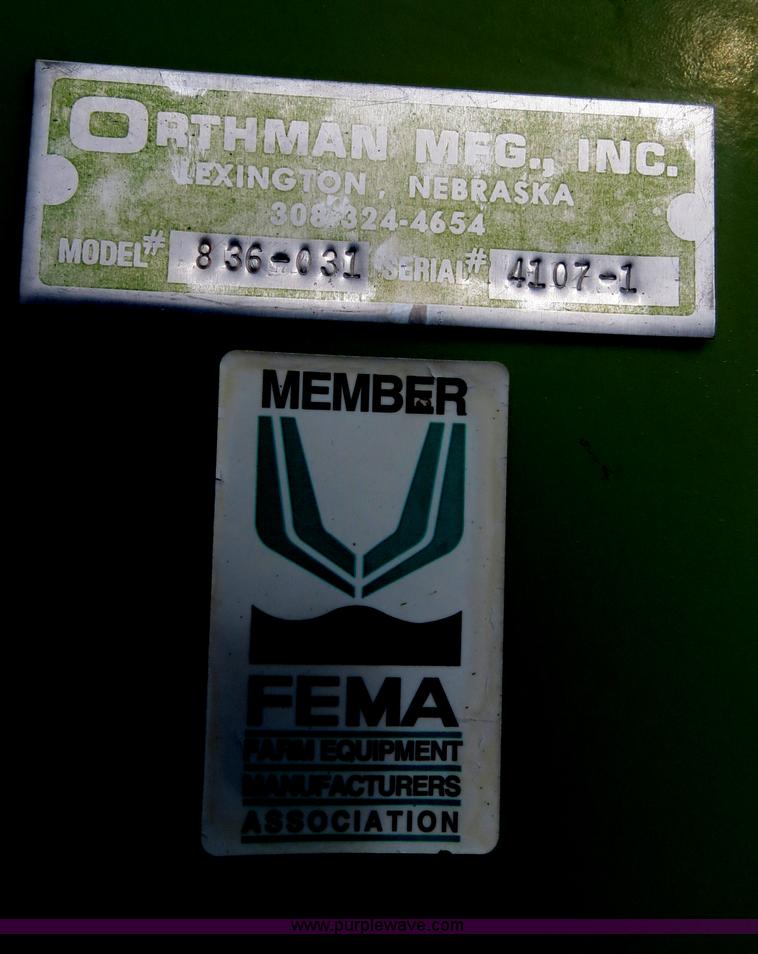 ORTHMAN MFG., INC.
LEXINGTON, NEBRASKA
308-324-4654
MODEL# 836-031 SERIAL# 4107-1
MEMBER
FEMA
FARM EQUIPMENT
MANUFACTURERS
ASSOCIATION
www.purplewave.com